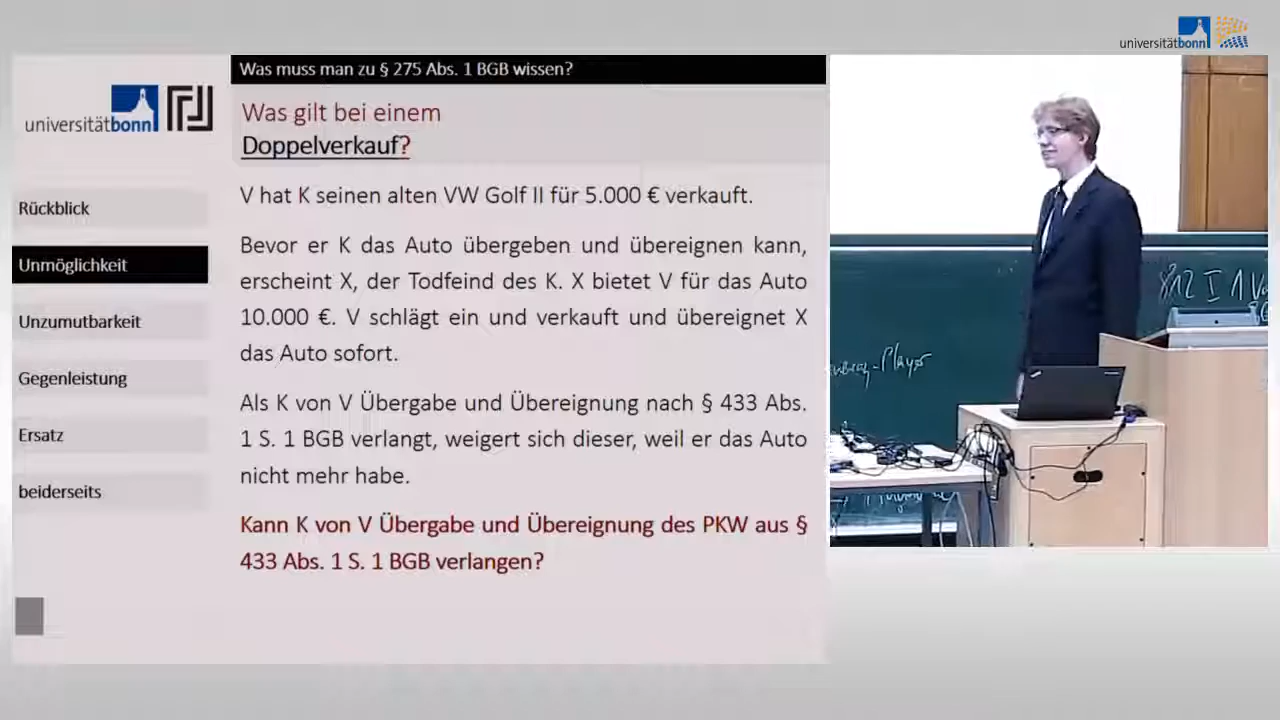 universitätbonn
Was muss man zu § 275 Abs. 1 BGB wissen?
universitätbonn
Was gilt bei einem
Doppelverkauf?
Rückblick
Unmöglichkeit
Unzumutbarkeit
Gegenleistung
Ersatz
beiderseits
V hat K seinen alten VW Golf II für 5.000 € verkauft.
Bevor er K das Auto übergeben und übereignen kann,
erscheint X, der Todfeind des K. X bietet V für das Auto
10.000 €. V schlägt ein und verkauft und übereignet X
das Auto sofort.
Als K von V Übergabe und Übereignung nach § 433 Abs.
1 S. 1 BGB verlangt, weigert sich dieser, weil er das Auto
nicht mehr habe.
Kann K von V Übergabe und Übereignung des PKW aus §
433 Abs. 1 S. 1 BGB verlangen?
812 I 1 V